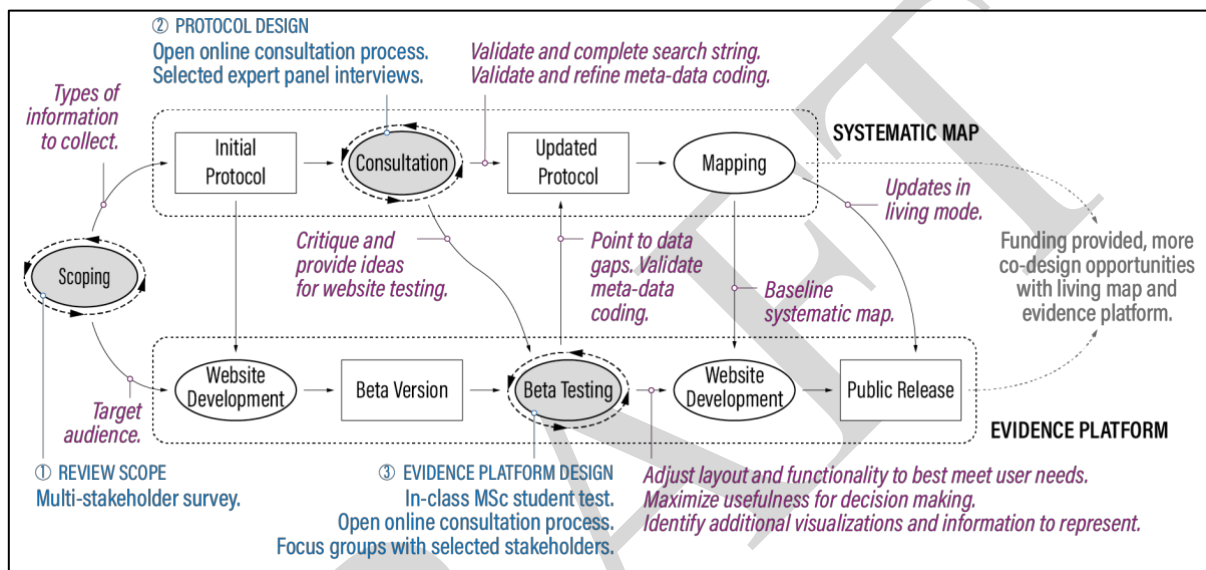 ② PROTOCOL DESIGN
Open online consultation process.
Selected expert panel interviews.
Validate and complete search string.
Validate and refine meta-data coding.
Types of
information
to collect.
SYSTEMATIC MAP
Initial
Protocol
Consultation
Updated
Protocol
Mapping
Updates in
living mode.
Critique and
provide ideas
for website testing.
Point to data
gaps. Validate
meta-data
coding.
Baseline
systematic map.
Funding provided, more
co-design opportunities
with living map and
evidence platform.
Scoping
Website
Development
Beta Version
Beta Testing
Website
Development
Public Release
Target
audience.
EVIDENCE PLATFORM
① REVIEW SCOPE
Multi-stakeholder survey.
③ EVIDENCE PLATFORM DESIGN
In-class MSc student test.
Open online consultation process.
Focus groups with selected stakeholders.
Adjust layout and functionality to best meet user needs.
Maximize usefulness for decision making.
Identify additional visualizations and information to represent.